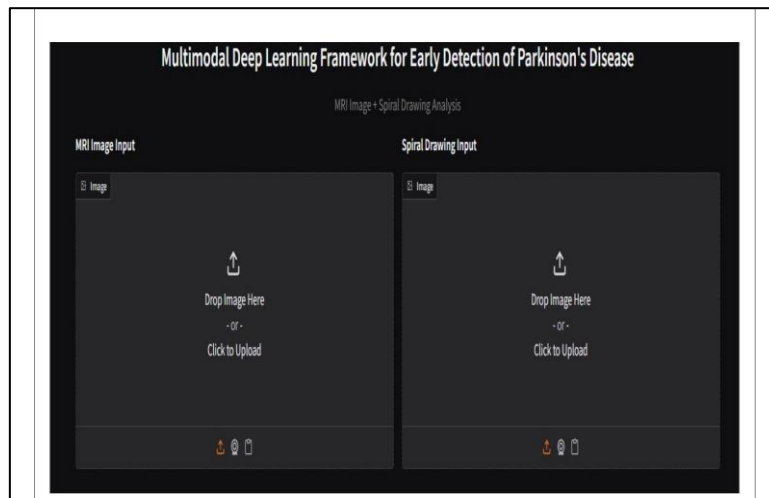 Multimodal Deep Learning Framework for Early Detection of Parkinson's Disease
MRI Image + Spiral Drawing Analysis
MRI Image Input
Image
Drop Image Here
- or -
Click to Upload
Spiral Drawing Input
Image
Drop Image Here
- or -
Click to Upload